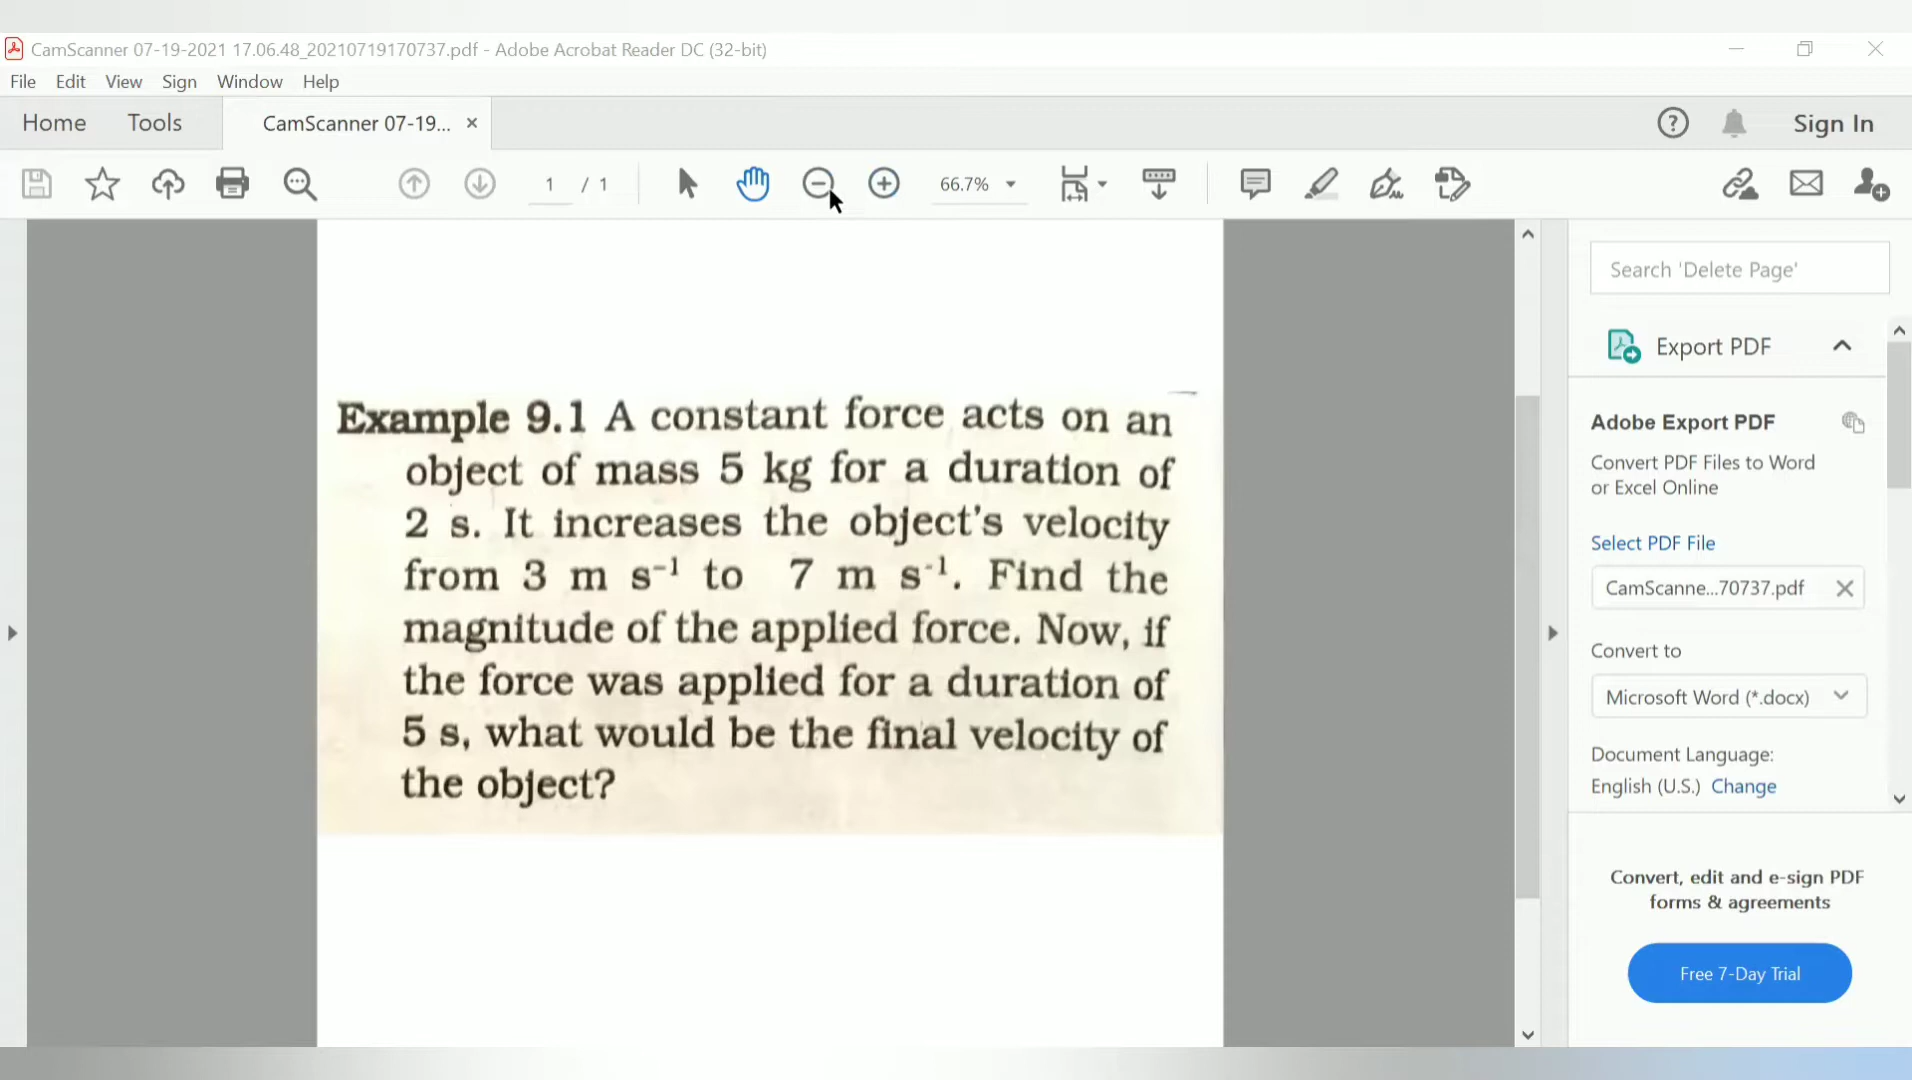 CamScanner 07-19-2021 17.06.48_20210719170737.pdf - Adobe Acrobat Reader DC (32-bit)
File Edit View Sign Window Help
Home Tools CamScanner 07-19... ×
Sign In
1 / 1
66.7%
Search 'Delete Page'
Export PDF
Adobe Export PDF
Convert PDF Files to Word
or Excel Online
Select PDF File
CamScanne...70737.pdf
Convert to
Microsoft Word (*.docx)
Document Language:
English (U.S.) Change
Convert, edit and e-sign PDF
forms & agreements
Free 7-Day Trial
Example 9.1 A constant force acts on an
object of mass 5 kg for a duration of
2 s. It increases the object's velocity
from 3 m s⁻¹ to 7 m s⁻¹. Find the
magnitude of the applied force. Now, if
the force was applied for a duration of
5 s, what would be the final velocity of
the object?